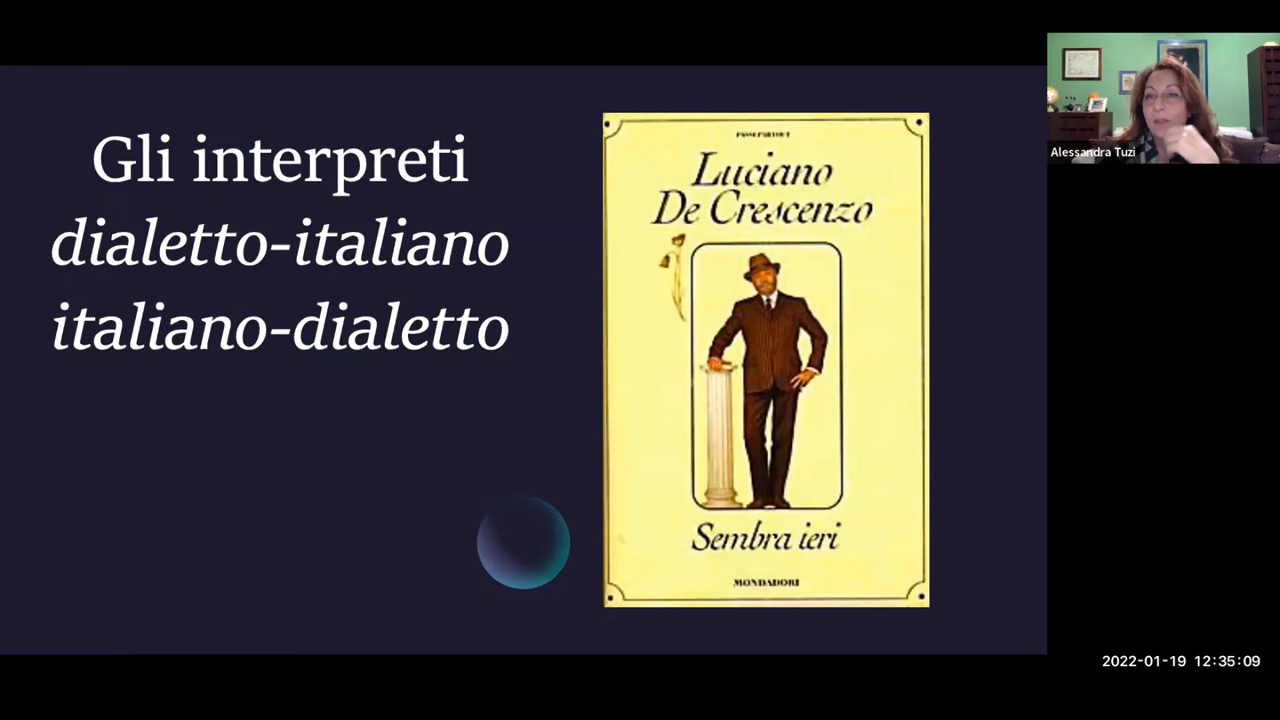 Gli interpreti
dialetto-italiano
italiano-dialetto
PASSEPARTOUT
Luciano
De Crescenzo
Sembra ieri
MONDADORI
Alessandra Tuzi
2022-01-19 12:35:09